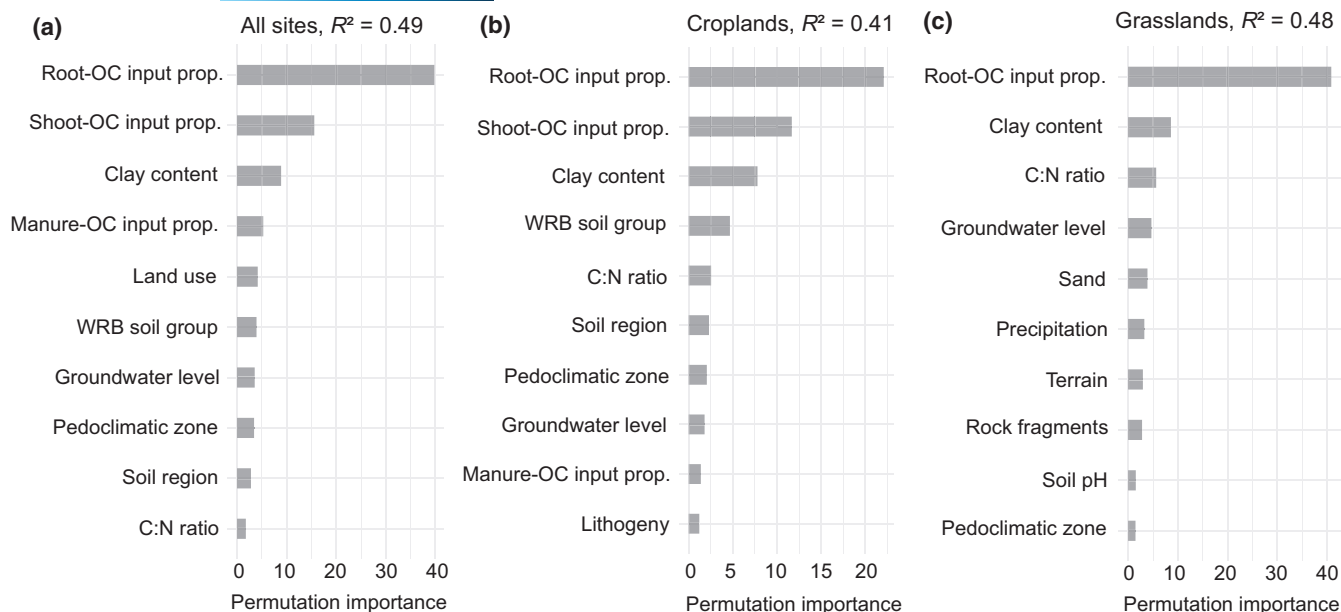 (a) All sites, R² = 0.49
Root-OC input prop.
Shoot-OC input prop.
Clay content
Manure-OC input prop.
Land use
WRB soil group
Groundwater level
Pedoclimatic zone
Soil region
C:N ratio
0 10 20 30 40
Permutation importance
(b) Croplands, R² = 0.41
Root-OC input prop.
Shoot-OC input prop.
Clay content
WRB soil group
C:N ratio
Soil region
Pedoclimatic zone
Groundwater level
Manure-OC input prop.
Lithogeny
0 5 10 15 20
Permutation importance
(c) Grasslands, R² = 0.48
Root-OC input prop.
Clay content
C:N ratio
Groundwater level
Sand
Precipitation
Terrain
Rock fragments
Soil pH
Pedoclimatic zone
0 10 20 30 40
Permutation importance